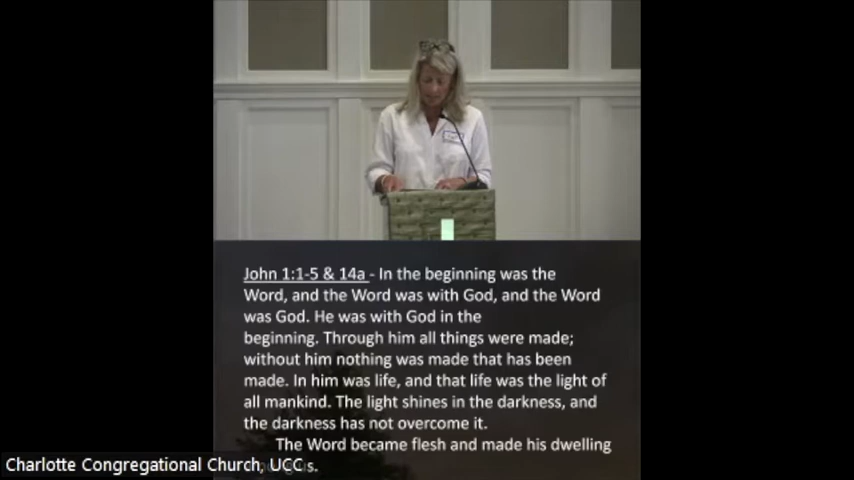 John 1:1-5 & 14a - In the beginning was the
Word, and the Word was with God, and the Word
was God. He was with God in the
beginning. Through him all things were made;
without him nothing was made that has been
made. In him was life, and that life was the light of
all mankind. The light shines in the darkness, and
the darkness has not overcome it.
The Word became flesh and made his dwelling
Charlotte Congregational Church, UCC